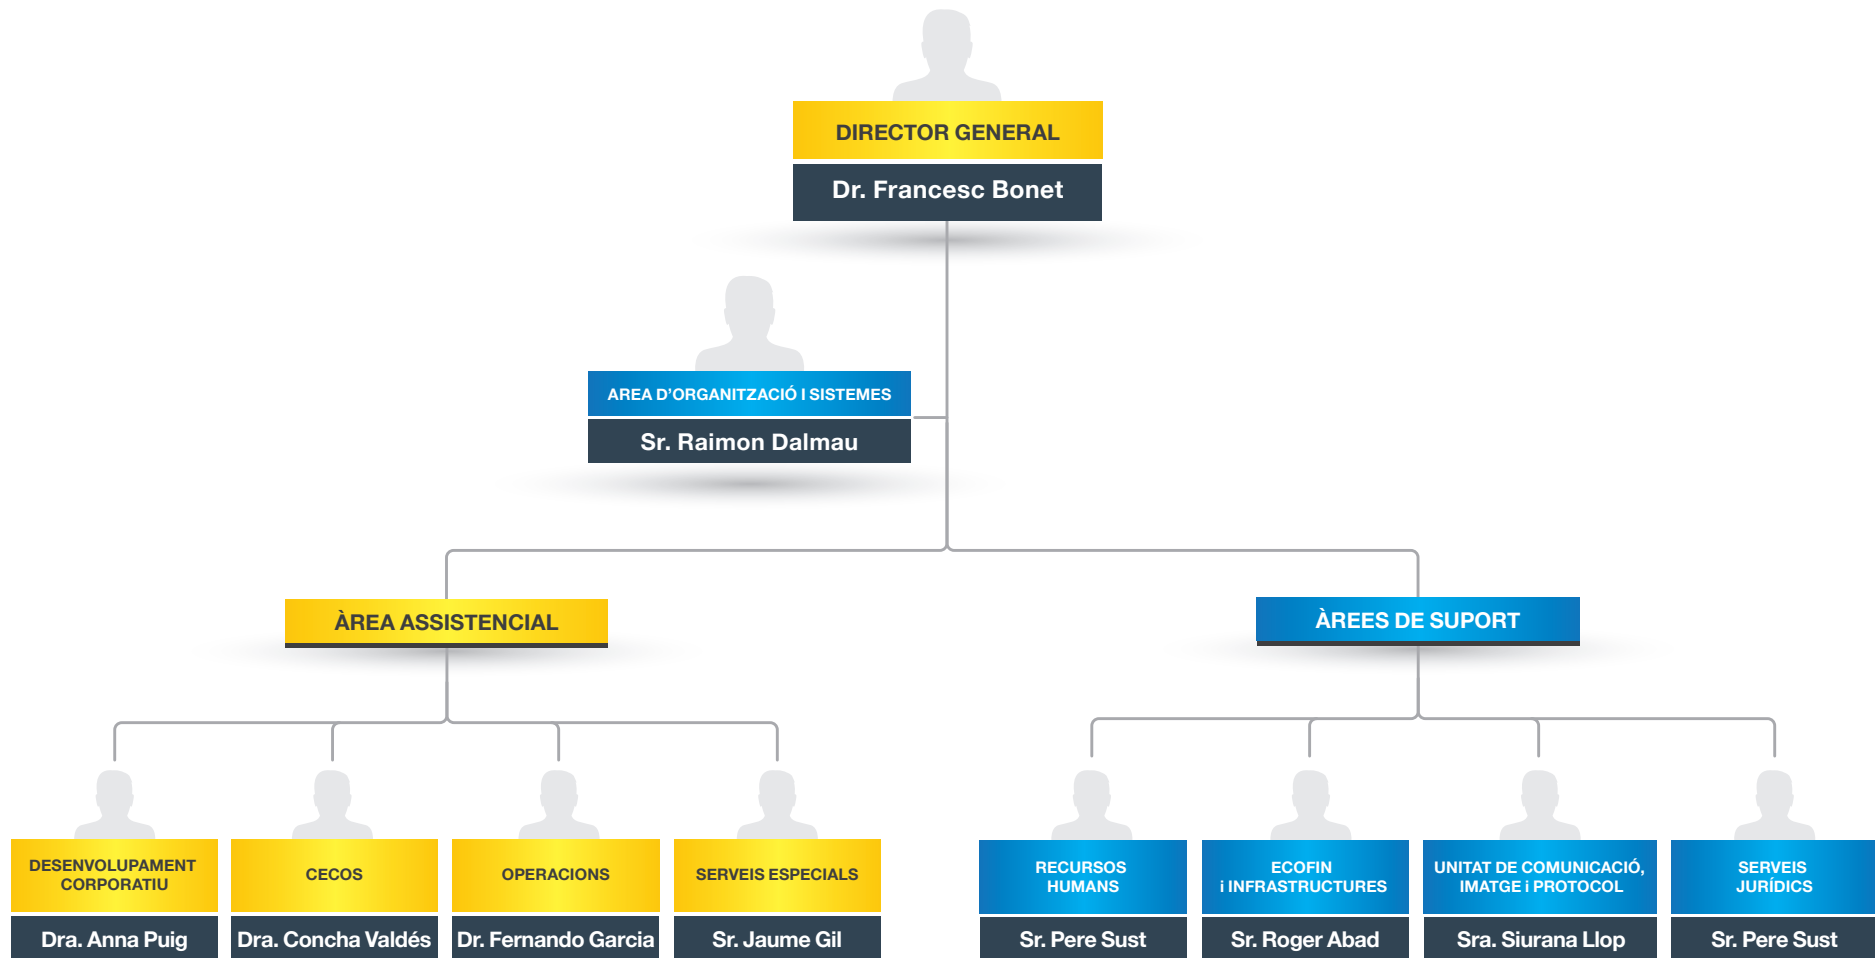 DIRECTOR GENERAL
Dr. Francesc Bonet
AREA D'ORGANITZACIÓ I SISTEMES
Sr. Raimon Dalmau
ÀREA ASSISTENCIAL
ÀREES DE SUPORT
DESENVOLUPAMENT
CORPORATIU
Dra. Anna Puig
CECOS
Dra. Concha Valdés
OPERACIONS
Dr. Fernando Garcia
SERVEIS ESPECIALS
Sr. Jaume Gil
RECURSOS
HUMANS
Sr. Pere Sust
ECOFIN
i INFRASTRUCTURES
Sr. Roger Abad
UNITAT DE COMUNICACIÓ,
IMATGE i PROTOCOL
Sra. Siurana Llop
SERVEIS
JURÍDICS
Sr. Pere Sust